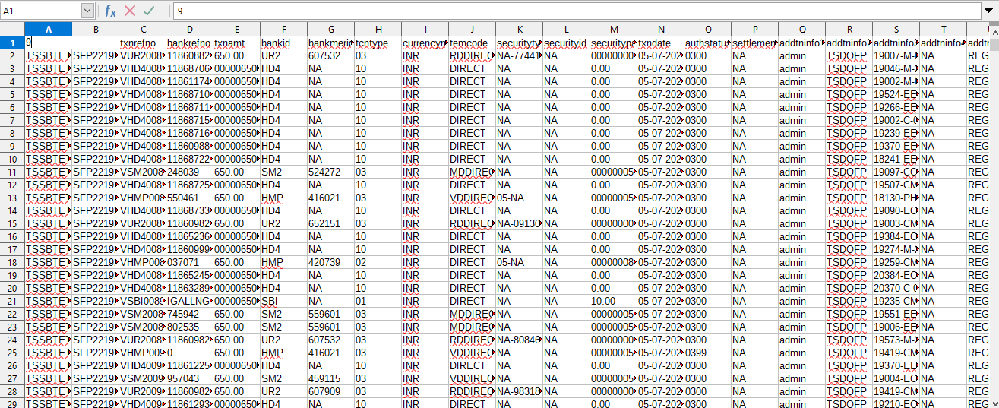 A1 fx 9
A B C D E F G H I J K L M N O P Q R S T
1 9 txnrefno bankrefno txnamt bankid bankmeri tcntype currencyn temcode securityty securityid securityp txndate authstatu settlemen addtninfo addtninfo2 addtninfo addtninfo addtn
2 TSSBTE SFP2219 VUR2008 11860882 650.00 UR2 607532 03 INR RDDIREC NA-77441 NA 00000000 05-07-202 0300 NA admin TSDOFP 19007-M- NA REG
3 TSSBTE SFP2219 VHD4008 11868706 00000650 HD4 NA 10 INR DIRECT NA NA 0.00 05-07-202 0300 NA admin TSDOFP 19046-M- NA REG
4 TSSBTE SFP2219 VHD4008 11861174 00000650 HD4 NA 10 INR DIRECT NA NA 0.00 05-07-202 0300 NA admin TSDOFP 19002-M- NA REG
5 TSSBTE SFP2219 VHD4008 11868710 00000650 HD4 NA 10 INR DIRECT NA NA 0.00 05-07-202 0300 NA admin TSDOFP 19524-EE NA REG
6 TSSBTE SFP2219 VHD4008 11868711 00000650 HD4 NA 10 INR DIRECT NA NA 0.00 05-07-202 0300 NA admin TSDOFP 19266-EE NA REG
7 TSSBTE SFP2219 VHD4008 11868715 00000650 HD4 NA 10 INR DIRECT NA NA 0.00 05-07-202 0300 NA admin TSDOFP 19002-C- NA REG
8 TSSBTE SFP2219 VHD4008 11868716 00000650 HD4 NA 10 INR DIRECT NA NA 0.00 05-07-202 0300 NA admin TSDOFP 19239-EE NA REG
9 TSSBTE SFP2219 VHD4008 11860988 00000650 HD4 NA 10 INR DIRECT NA NA 0.00 05-07-202 0300 NA admin TSDOFP 19370-EE NA REG
10 TSSBTE SFP2219 VHD4008 11868722 00000650 HD4 NA 10 INR DIRECT NA NA 0.00 05-07-202 0300 NA admin TSDOFP 18241-EE NA REG
11 TSSBTE SFP2219 VSM2008 248039 650.00 SM2 524272 03 INR MDDIREC NA NA 00000005 05-07-202 0300 NA admin TSDOFP 19097-CC NA REG
12 TSSBTE SFP2219 VHD4008 11868725 00000650 HD4 NA 10 INR DIRECT NA NA 0.00 05-07-202 0300 NA admin TSDOFP 19507-CM NA REG
13 TSSBTE SFP2219 VHMP008 550461 650.00 HMP 416021 03 INR VDDIREC 05-NA NA 00000005 05-07-202 0300 NA admin TSDOFP 18130-PH NA REG
14 TSSBTE SFP2219 VHD4008 11868733 00000650 HD4 NA 10 INR DIRECT NA NA 0.00 05-07-202 0300 NA admin TSDOFP 19090-EC NA REG
15 TSSBTE SFP2219 VUR2008 11860982 650.00 UR2 652151 03 INR RDDIREC NA-09130 NA 00000000 05-07-202 0300 NA admin TSDOFP 19003-CM NA REG
16 TSSBTE SFP2219 VHD4008 11865236 00000650 HD4 NA 10 INR DIRECT NA NA 0.00 05-07-202 0300 NA admin TSDOFP 19384-EC NA REG
17 TSSBTE SFP2219 VHD4008 11860999 00000650 HD4 NA 10 INR DIRECT NA NA 0.00 05-07-202 0300 NA admin TSDOFP 19274-M- NA REG
18 TSSBTE SFP2219 VHMP008 037071 650.00 HMP 420739 02 INR VDDIREC 05-NA NA 00000008 05-07-202 0300 NA admin TSDOFP 19259-CM NA REG
19 TSSBTE SFP2219 VHD4008 11865245 00000650 HD4 NA 10 INR DIRECT NA NA 0.00 05-07-202 0300 NA admin TSDOFP 20384-EC NA REG
20 TSSBTE SFP2219 VHD4008 11863289 00000650 HD4 NA 10 INR DIRECT NA NA 0.00 05-07-202 0300 NA admin TSDOFP 20370-C- NA REG
21 TSSBTE SFP2219 VSBI0089 IGALLNG 00000650 SBI NA 01 INR DIRECT NA NA 10.00 05-07-202 0300 NA admin TSDOFP 19235-CM NA REG
22 TSSBTE SFP2219 VSM2008 745942 650.00 SM2 559601 03 INR MDDIREC NA NA 00000005 05-07-202 0300 NA admin TSDOFP 19551-EE NA REG
23 TSSBTE SFP2219 VSM2008 802535 650.00 SM2 559601 03 INR MDDIREC NA NA 00000005 05-07-202 0300 NA admin TSDOFP 19006-EE NA REG
24 TSSBTE SFP2219 VUR2008 11860982 650.00 UR2 607532 03 INR RDDIREC NA-80846 NA 00000000 05-07-202 0300 NA admin TSDOFP 19573-M- NA REG
25 TSSBTE SFP2219 VHMP009 0 650.00 HMP 416021 03 INR VDDIREC NA NA 00000005 05-07-202 0399 NA admin TSDOFP 19419-CM NA REG
26 TSSBTE SFP2219 VHD4009 11861225 00000650 HD4 NA 10 INR DIRECT NA NA 0.00 05-07-202 0300 NA admin TSDOFP 19370-EE NA REG
27 TSSBTE SFP2219 VSM2009 957043 650.00 SM2 459115 03 INR VDDIREC NA NA 00000005 05-07-202 0300 NA admin TSDOFP 19004-EC NA REG
28 TSSBTE SFP2219 VUR2009 11860982 650.00 UR2 607909 03 INR RDDIREC NA-98318 NA 00000000 05-07-202 0300 NA admin TSDOFP 19419-CM NA REG
29 TSSBTE SFP2219 VHD4009 11861293 00000650 HD4 NA 10 INR DIRECT NA NA 0.00 05-07-202 0300 NA admin TSDOFP 19210-EC NA REG